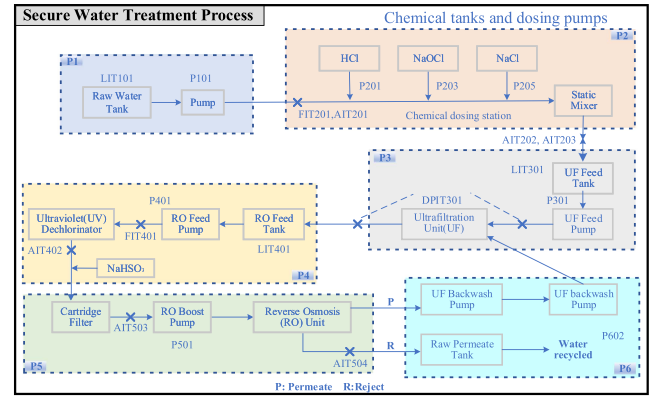 Secure Water Treatment Process
Chemical tanks and dosing pumps
P1
LIT101
P101
Raw Water
Tank
Pump
P2
HCl
NaOCl
NaCl
P201
P203
P205
Static
Mixer
FIT201,AIT201
Chemical dosing station
AIT202, AIT203
P3
LIT301
UF Feed
Tank
DPIT301
P301
Ultrafiltration
Unit(UF)
UF Feed
Pump
P401
Ultraviolet(UV)
Dechlorinator
RO Feed
Pump
RO Feed
Tank
FIT401
LIT401
AIT402
NaHSO₃
P4
Cartridge
Filter
RO Boost
Pump
Reverse Osmosis
(RO) Unit
AIT503
P501
AIT504
P5
P
R
UF Backwash
Pump
UF backwash
Pump
P602
Raw Permeate
Tank
Water
recycled
P6
P: Permeate R:Reject